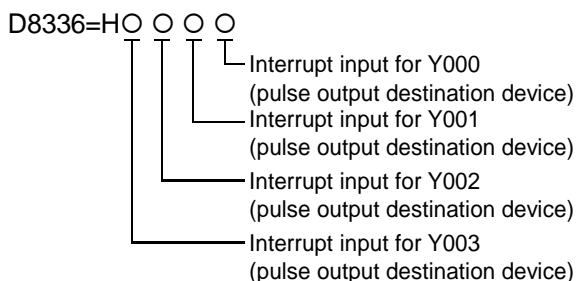 D8336=H○ ○ ○ ○
Interrupt input for Y000
(pulse output destination device)
Interrupt input for Y001
(pulse output destination device)
Interrupt input for Y002
(pulse output destination device)
Interrupt input for Y003
(pulse output destination device)